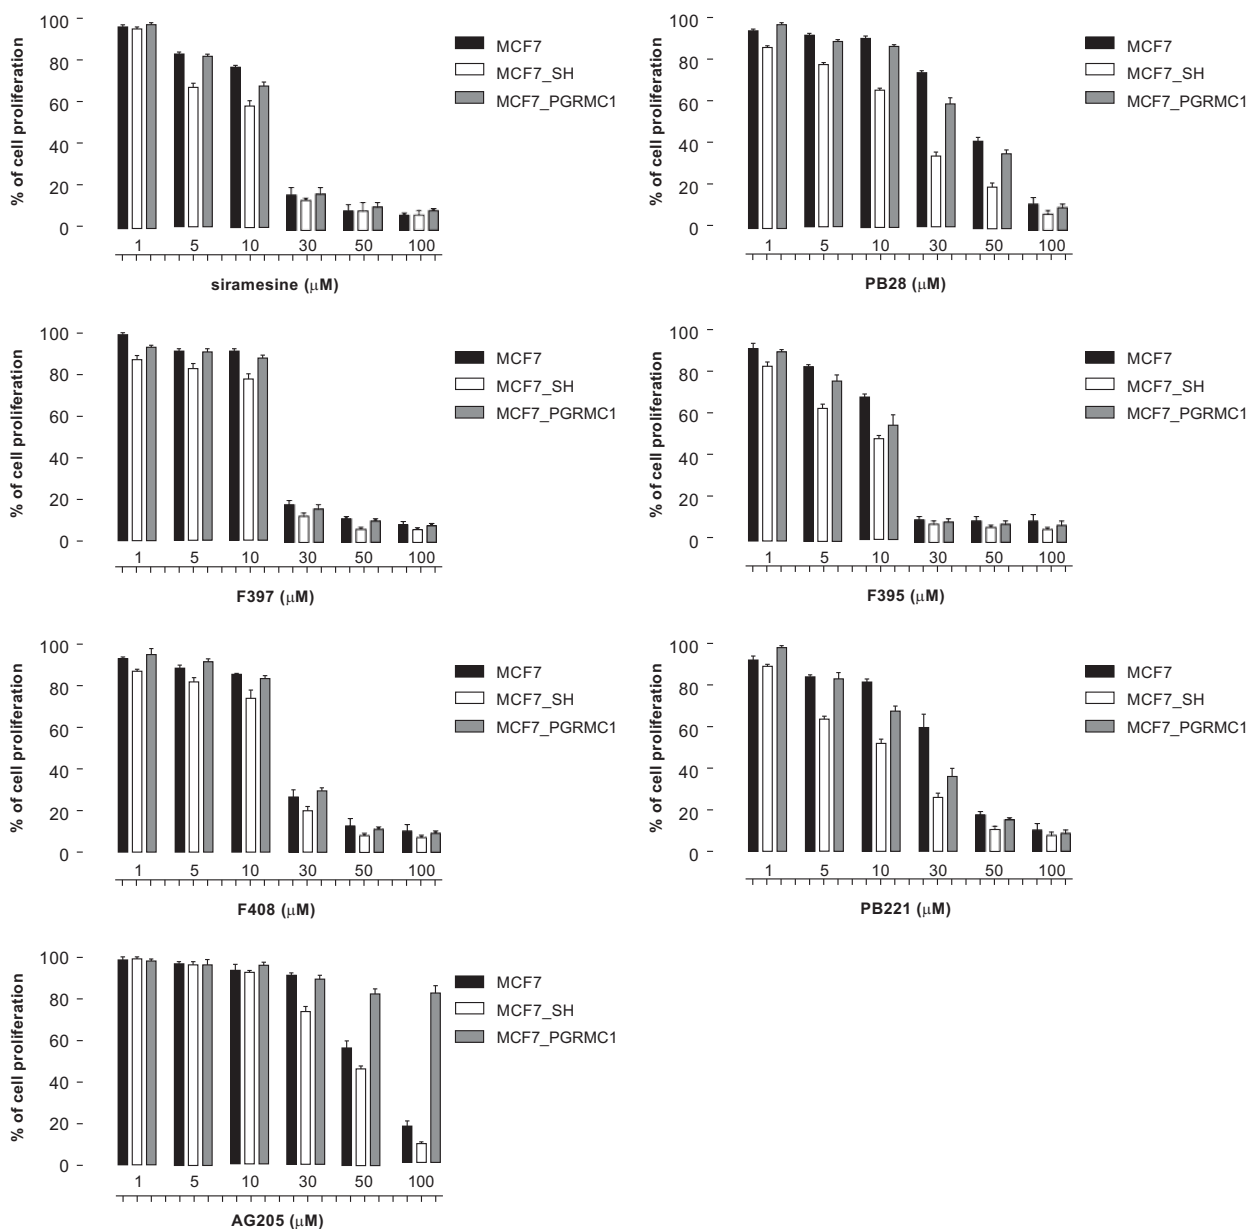 % of cell proliferation
100
80
60
40
20
0
1 5 10 30 50 100
siramesine (μM)
MCF7
MCF7_SH
MCF7_PGRMC1
% of cell proliferation
100
80
60
40
20
0
1 5 10 30 50 100
PB28 (μM)
MCF7
MCF7_SH
MCF7_PGRMC1
% of cell proliferation
100
80
60
40
20
0
1 5 10 30 50 100
F397 (μM)
MCF7
MCF7_SH
MCF7_PGRMC1
% of cell proliferation
100
80
60
40
20
0
1 5 10 30 50 100
F395 (μM)
MCF7
MCF7_SH
MCF7_PGRMC1
% of cell proliferation
100
80
60
40
20
0
1 5 10 30 50 100
F408 (μM)
MCF7
MCF7_SH
MCF7_PGRMC1
% of cell proliferation
100
80
60
40
20
0
1 5 10 30 50 100
PB221 (μM)
MCF7
MCF7_SH
MCF7_PGRMC1
% of cell proliferation
100
80
60
40
20
0
1 5 10 30 50 100
AG205 (μM)
MCF7
MCF7_SH
MCF7_PGRMC1